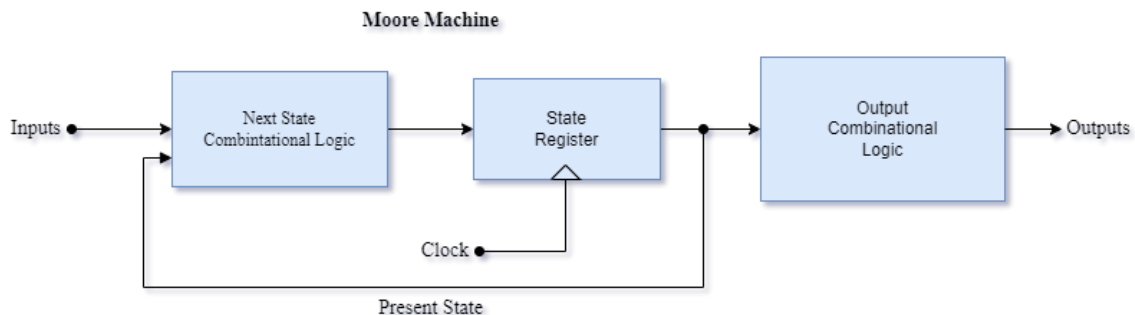 Moore Machine
Inputs
Next State
Combintational Logic
State
Register
Output
Combinational
Logic
Outputs
Clock
Present State